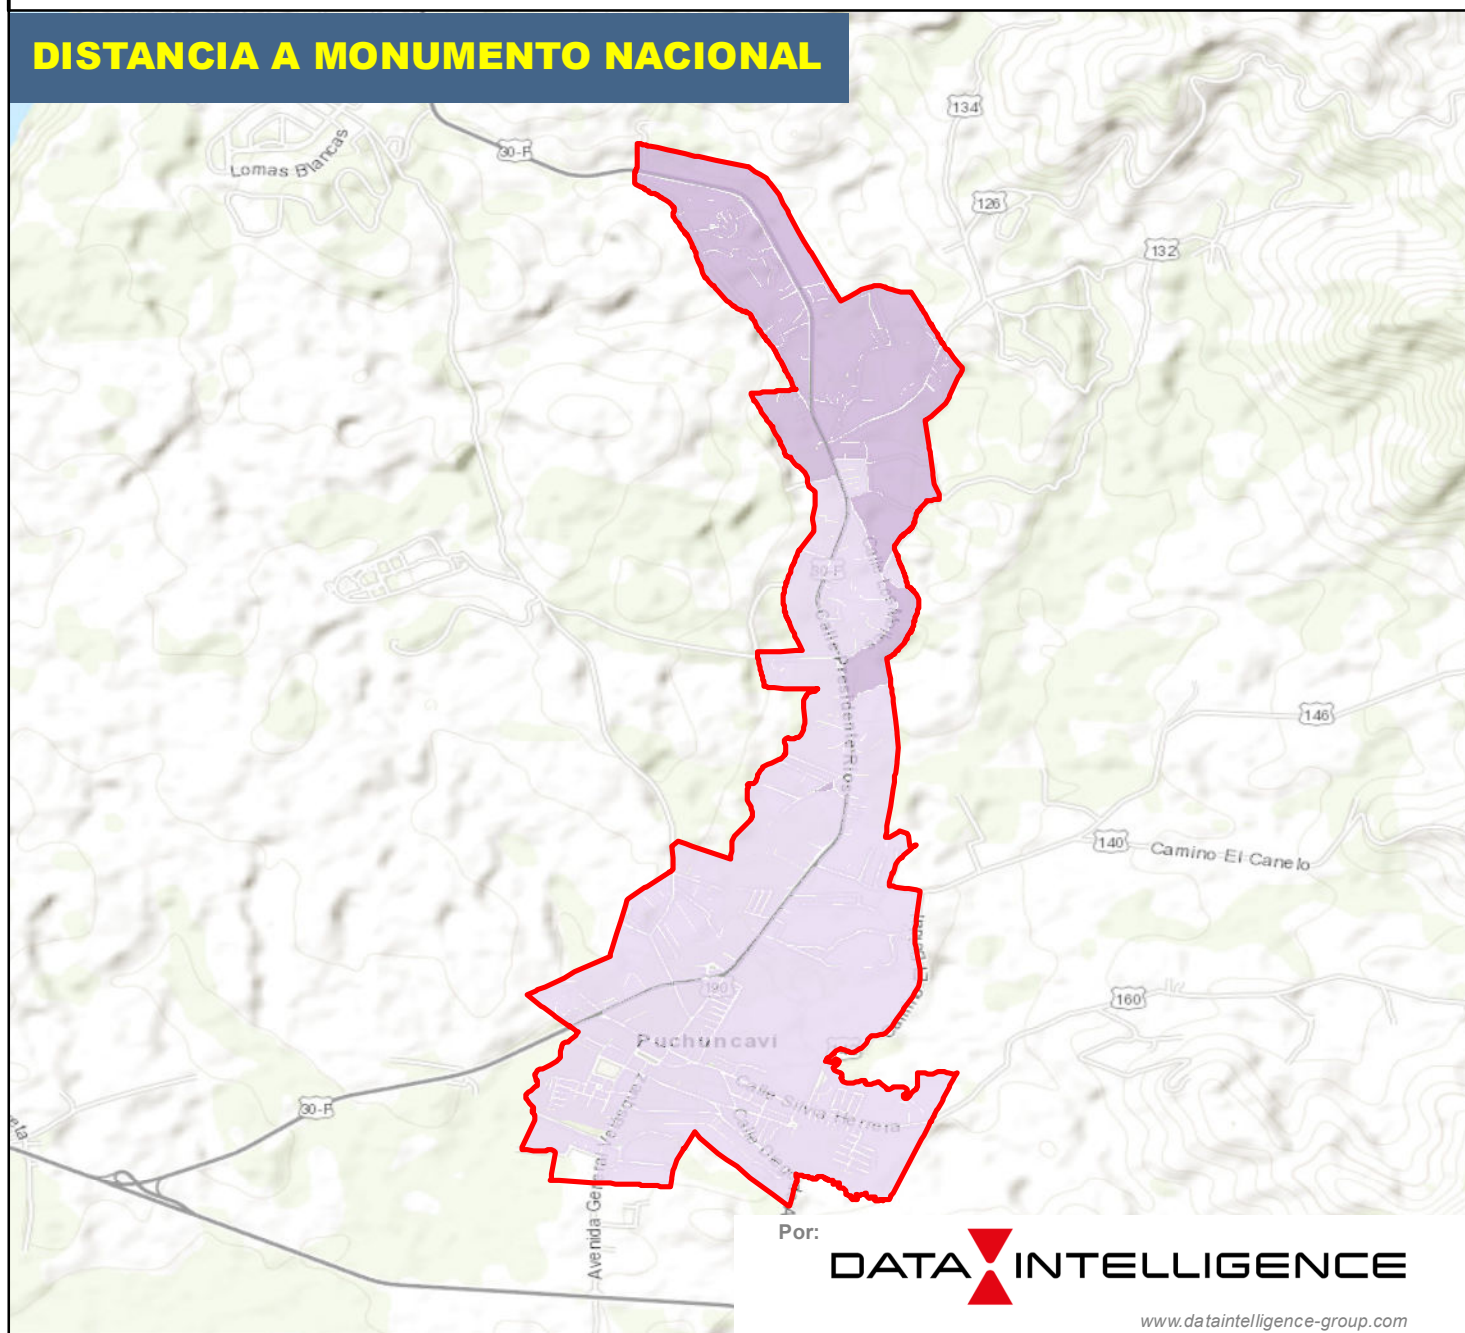 DISTANCIA A MONUMENTO NACIONAL
134
30-F
Lomas Blancas
126
132
30-F
Calle Presidente Ríos
146
140
Camino El Canelo
190
160
Puchuncaví
Calle Silvia Herrera
30-F
Avenida General Velásquez
Por:
DATA INTELLIGENCE
www.dataintelligence-group.com